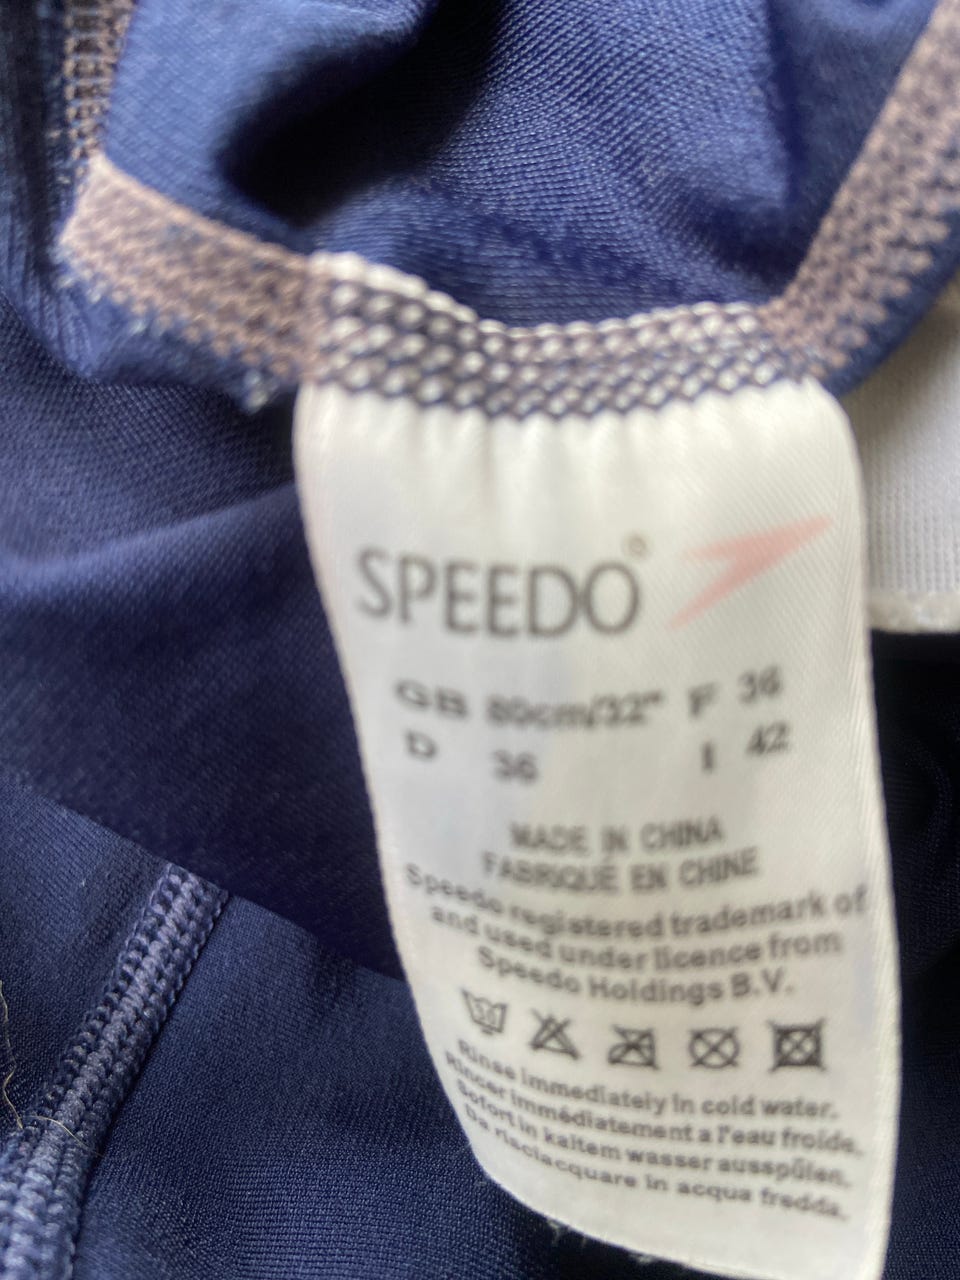 SPEEDO®
GB 80cm/32" F 36
D 36 I 42
MADE IN CHINA
FABRIQUÉ EN CHINE
Speedo registered trademark of
and used under licence from
Speedo Holdings B.V.
30
Rinse immediately in cold water.
Rincer immédiatement a l'eau froide.
Sofort in kaltem wasser ausspülen.
Da risciacquare in acqua fredda.